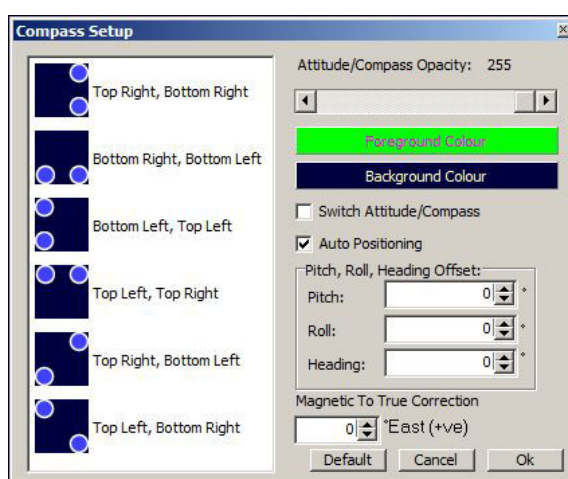 Compass Setup
Top Right, Bottom Right
Bottom Right, Bottom Left
Bottom Left, Top Left
Top Left, Top Right
Top Right, Bottom Left
Top Left, Bottom Right
Attitude/Compass Opacity: 255
Foreground Colour
Background Colour
Switch Attitude/Compass
Auto Positioning
Pitch, Roll, Heading Offset:
Pitch: 0 °
Roll: 0 °
Heading: 0 °
Magnetic To True Correction
0 °East (+ve)
Default Cancel Ok